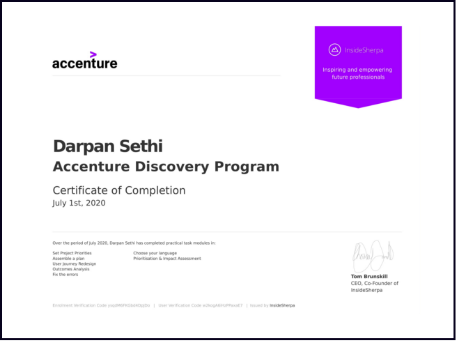 accenture
InsideSherpa
Inspiring and empowering
future professionals
Darpan Sethi
Accenture Discovery Program
Certificate of Completion
July 1st, 2020
Over the period of July 2020, Darpan Sethi has completed practical task modules in:
Set Project Priorities
Assemble a plan
User Journey Redesign
Outcomes analysis
Fix the errors
Choose your language
Prioritisation & Impact Assessment
Tom Brunskill
CEO, Co-Founder of
InsideSherpa
Enrolment Verification Code | User Verification Code | Issued by InsideSherpa